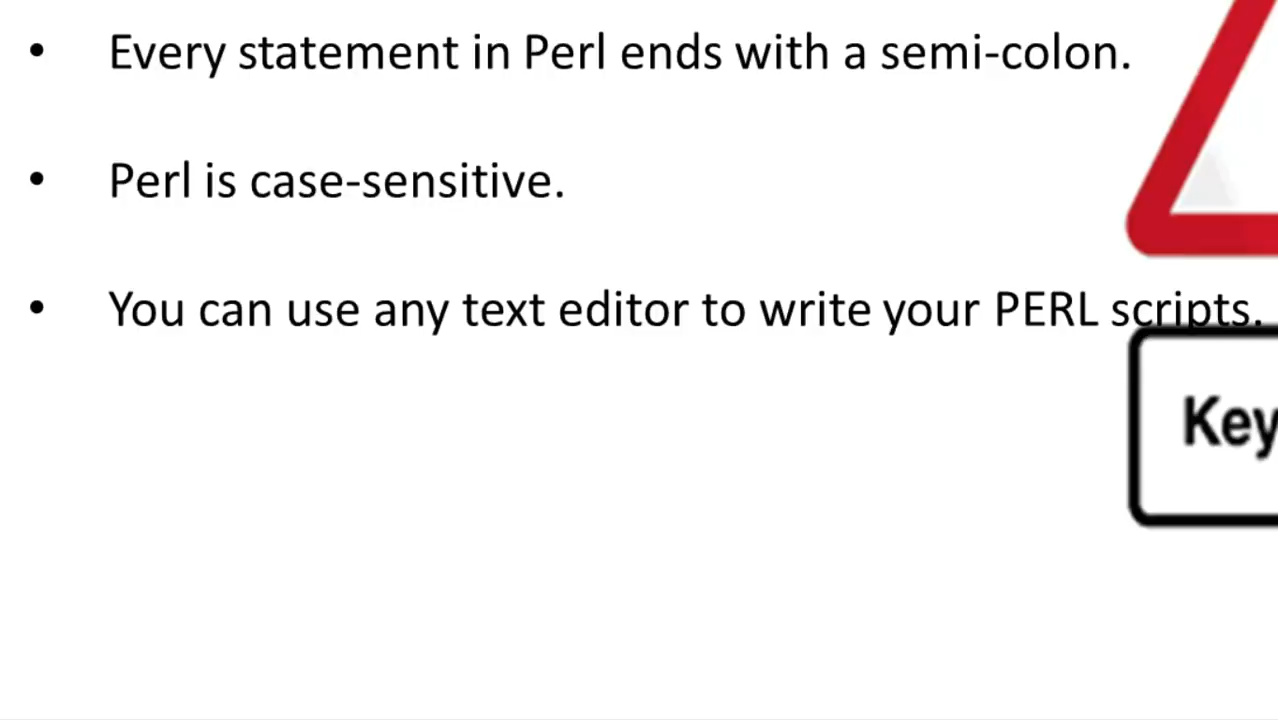 • Every statement in Perl ends with a semi-colon.
• Perl is case-sensitive.
• You can use any text editor to write your PERL scripts.
Key